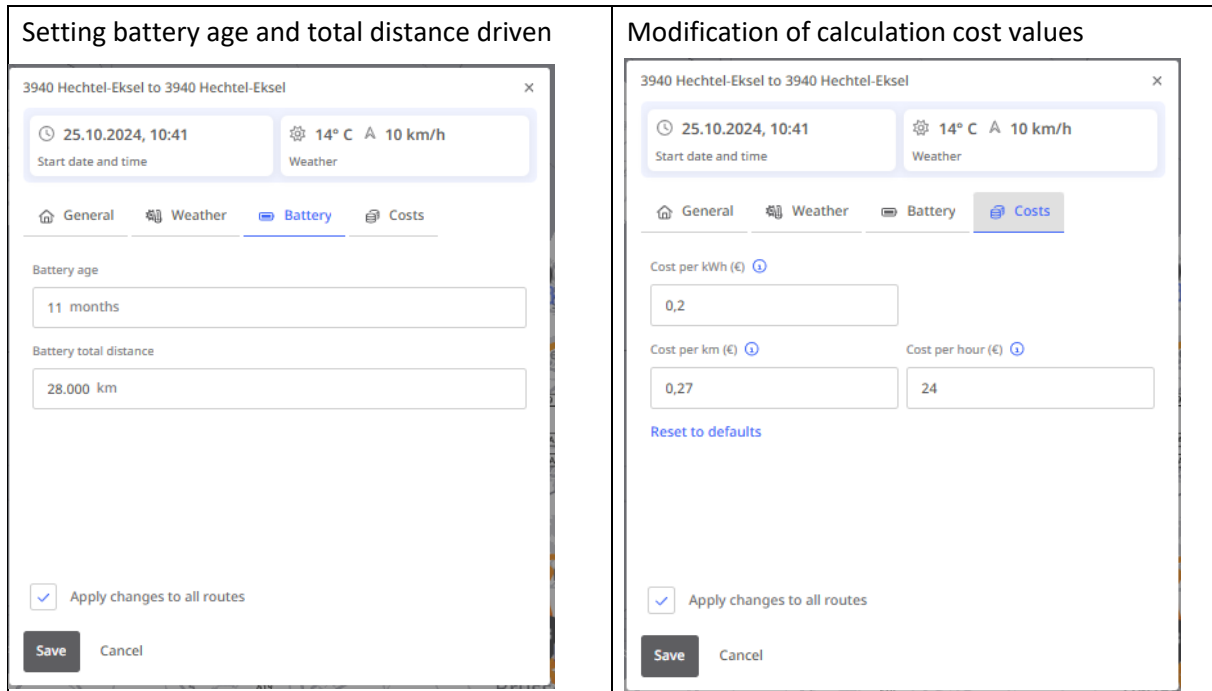 Setting battery age and total distance driven
3940 Hechtel-Eksel to 3940 Hechtel-Eksel
25.10.2024, 10:41
14° C 10 km/h
Start date and time
Weather
General Weather Battery Costs
Battery age
11 months
Battery total distance
28.000 km
Apply changes to all routes
Save Cancel
Modification of calculation cost values
3940 Hechtel-Eksel to 3940 Hechtel-Eksel
25.10.2024, 10:41
14° C 10 km/h
Start date and time
Weather
General Weather Battery Costs
Cost per kWh (€)
0,2
Cost per km (€) Cost per hour (€)
0,27 24
Reset to defaults
Apply changes to all routes
Save Cancel